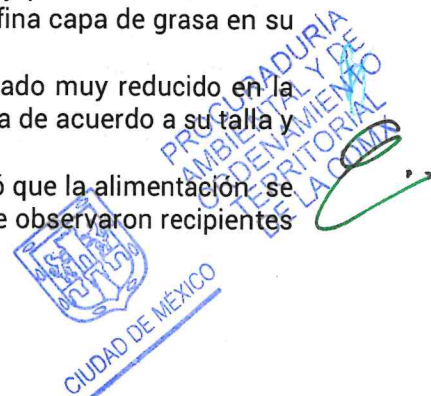 fina capa de grasa en su
ado muy reducido en la
a de acuerdo a su talla y
ó que la alimentación se
e observaron recipientes
PROCURADURÍA
AMBIENTAL Y DE
ORDENAMIENTO
TERRITORIAL
DE LA CDMX
CIUDAD DE MÉXICO